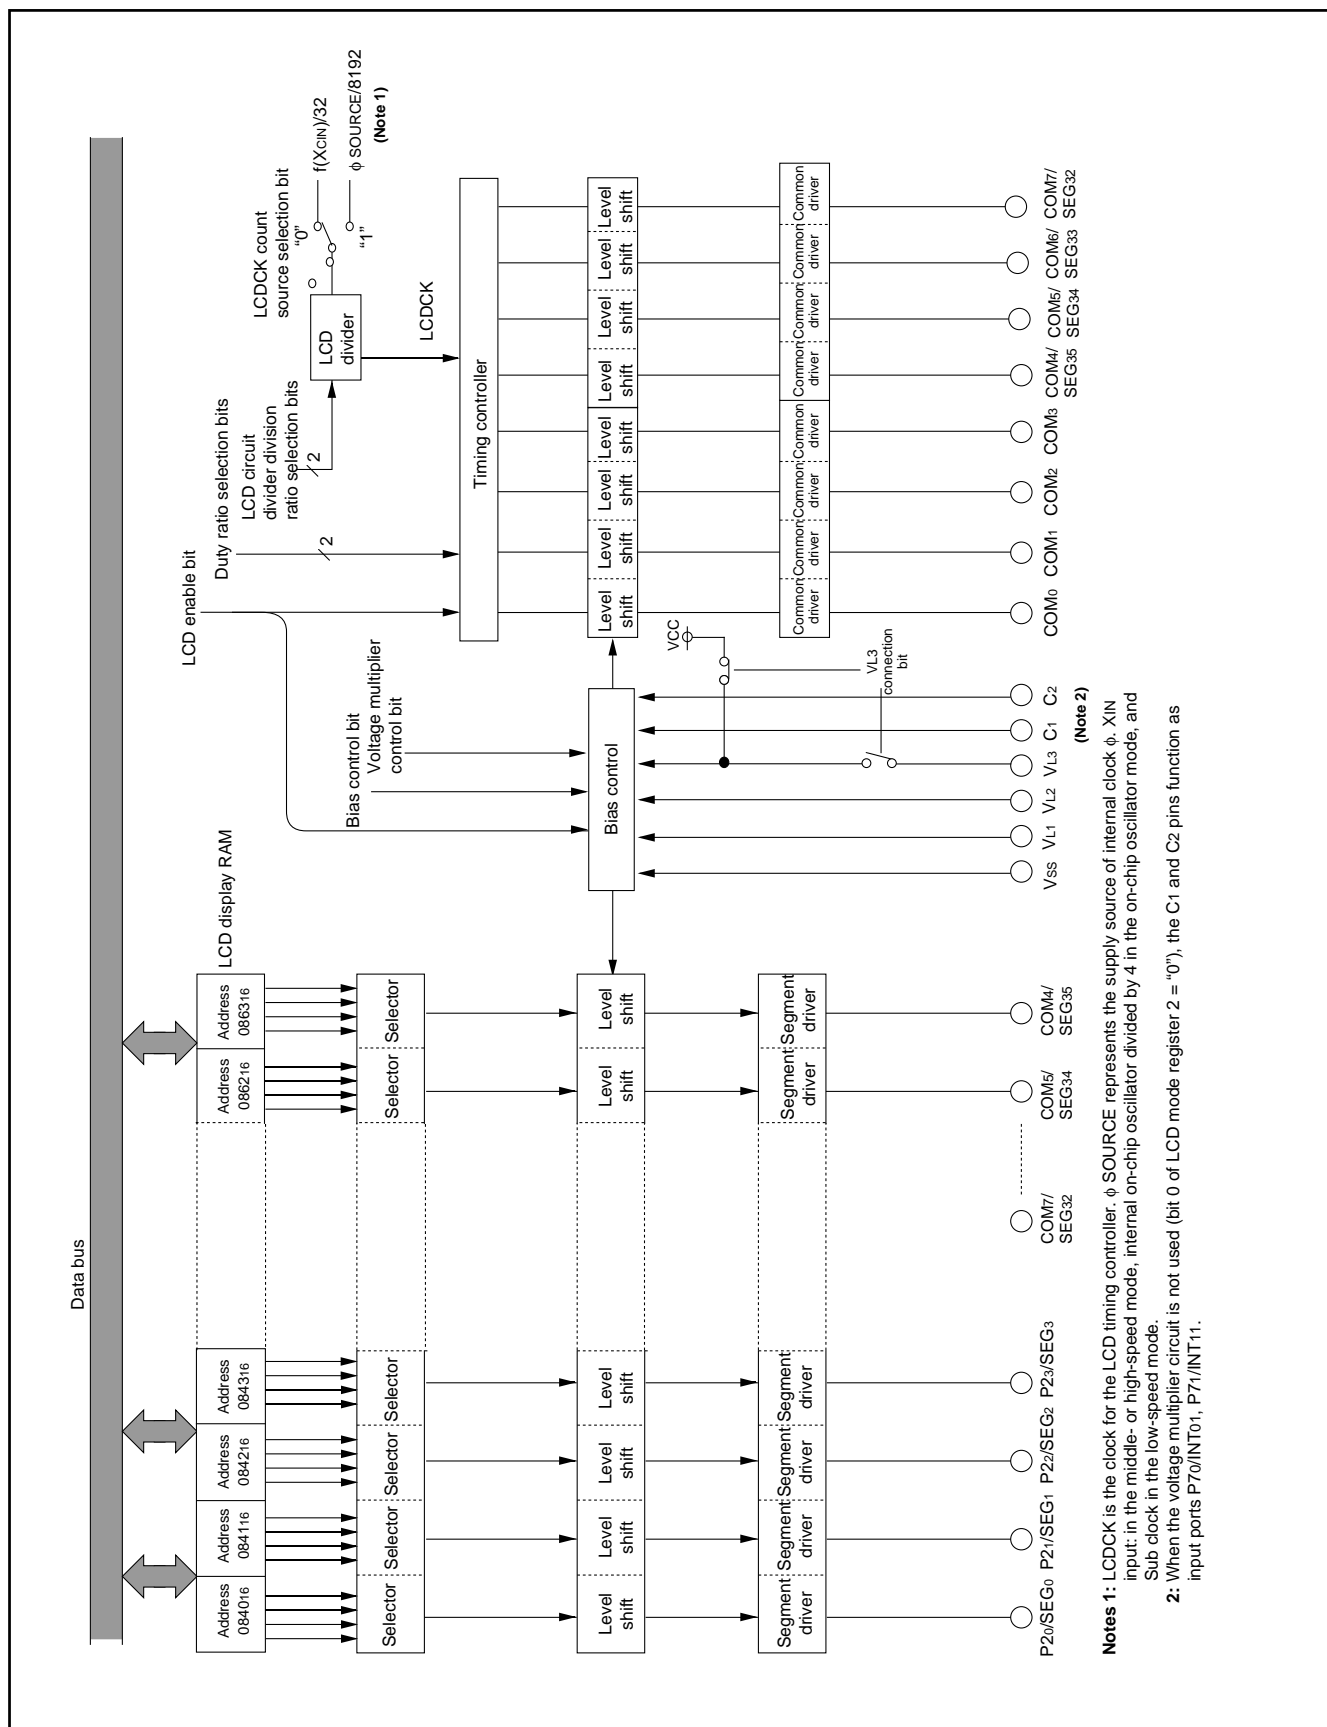 Data bus
Address
084016
Address
084116
Address
084216
Address
084316
Address
086216
Address
086316
LCD display RAM
Selector
Selector
Selector
Selector
Selector
Selector
Level
shift
Level
shift
Level
shift
Level
shift
Level
shift
Level
shift
Segment
driver
Segment
driver
Segment
driver
Segment
driver
Segment
driver
Segment
driver
P20/SEG0
P21/SEG1
P22/SEG2
P23/SEG3
COM7/
SEG32
COM5/
SEG34
COM4/
SEG35
LCD enable bit
Bias control bit
Voltage multiplier
control bit
Bias control
VCC
VL3
connection
bit
VSS
VL1
VL2
VL3
C1
C2
(Note 2)
Duty ratio selection bits
LCD circuit
divider division
ratio selection bits
2
2
LCDCK count
source selection bit
“0”
“1”
f(XCIN)/32
ϕ SOURCE/8192
(Note 1)
LCD
divider
LCDCK
Timing controller
Level
shift
Level
shift
Level
shift
Level
shift
Level
shift
Level
shift
Level
shift
Level
shift
Common
driver
Common
driver
Common
driver
Common
driver
Common
driver
Common
driver
Common
driver
Common
driver
COM0
COM1
COM2
COM3
COM4/
SEG35
COM5/
SEG34
COM6/
SEG33
COM7/
SEG32
Notes 1: LCDCK is the clock for the LCD timing controller. ϕ SOURCE represents the supply source of internal clock ϕ. XIN
input: in the middle- or high-speed mode, internal on-chip oscillator divided by 4 in the on-chip oscillator mode, and
Sub clock in the low-speed mode.
2: When the voltage multiplier circuit is not used (bit 0 of LCD mode register 2 = “0”), the C1 and C2 pins function as
input ports P70/INT01, P71/INT11.